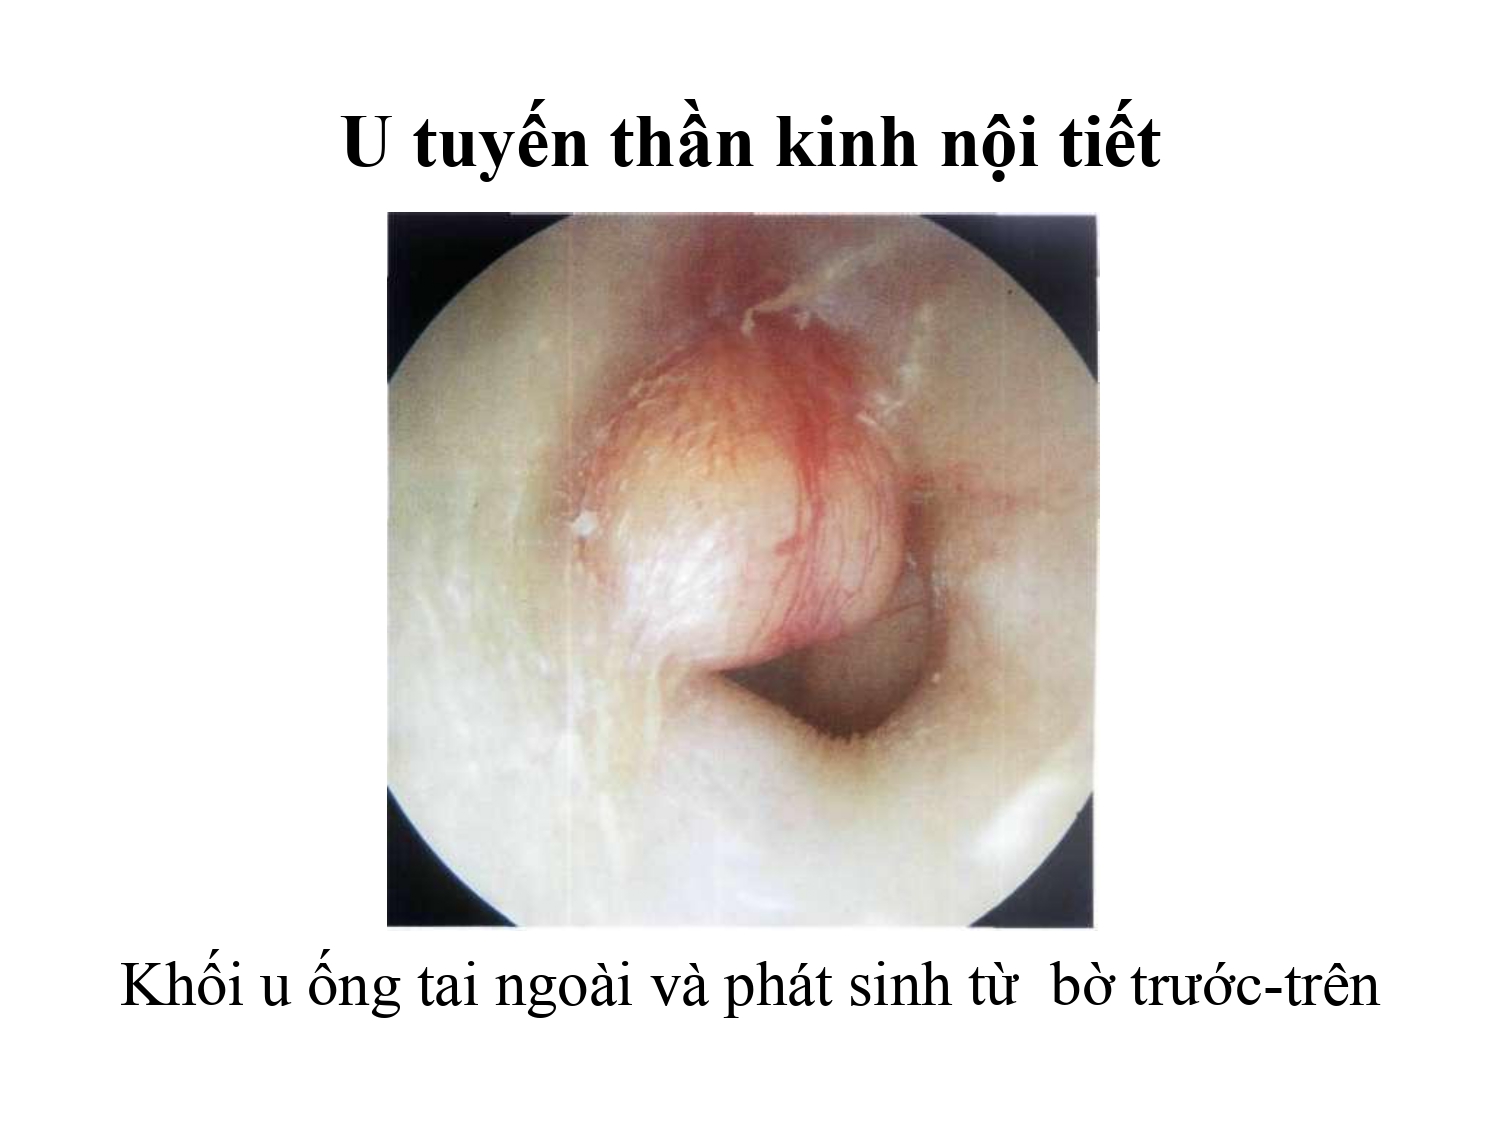 U tuyến thần kinh nội tiết
Khối u ống tai ngoài và phát sinh từ bờ trước-trên